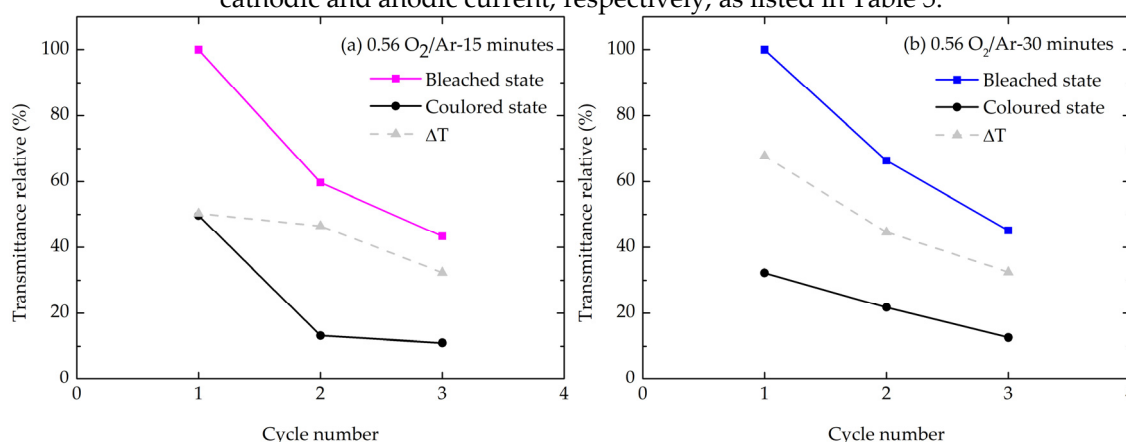 cathodic and anodic current, respectively, as listed in Table 3.
(a) 0.56 O2/Ar-15 minutes
Bleached state
Coulored state
ΔT
Transmittance relative (%)
100
80
60
40
20
0
0 1 2 3 4
Cycle number
(b) 0.56 O2/Ar-30 minutes
Bleached state
Coloured state
ΔT
Transmittance relative (%)
100
80
60
40
20
0
0 1 2 3
Cycle number